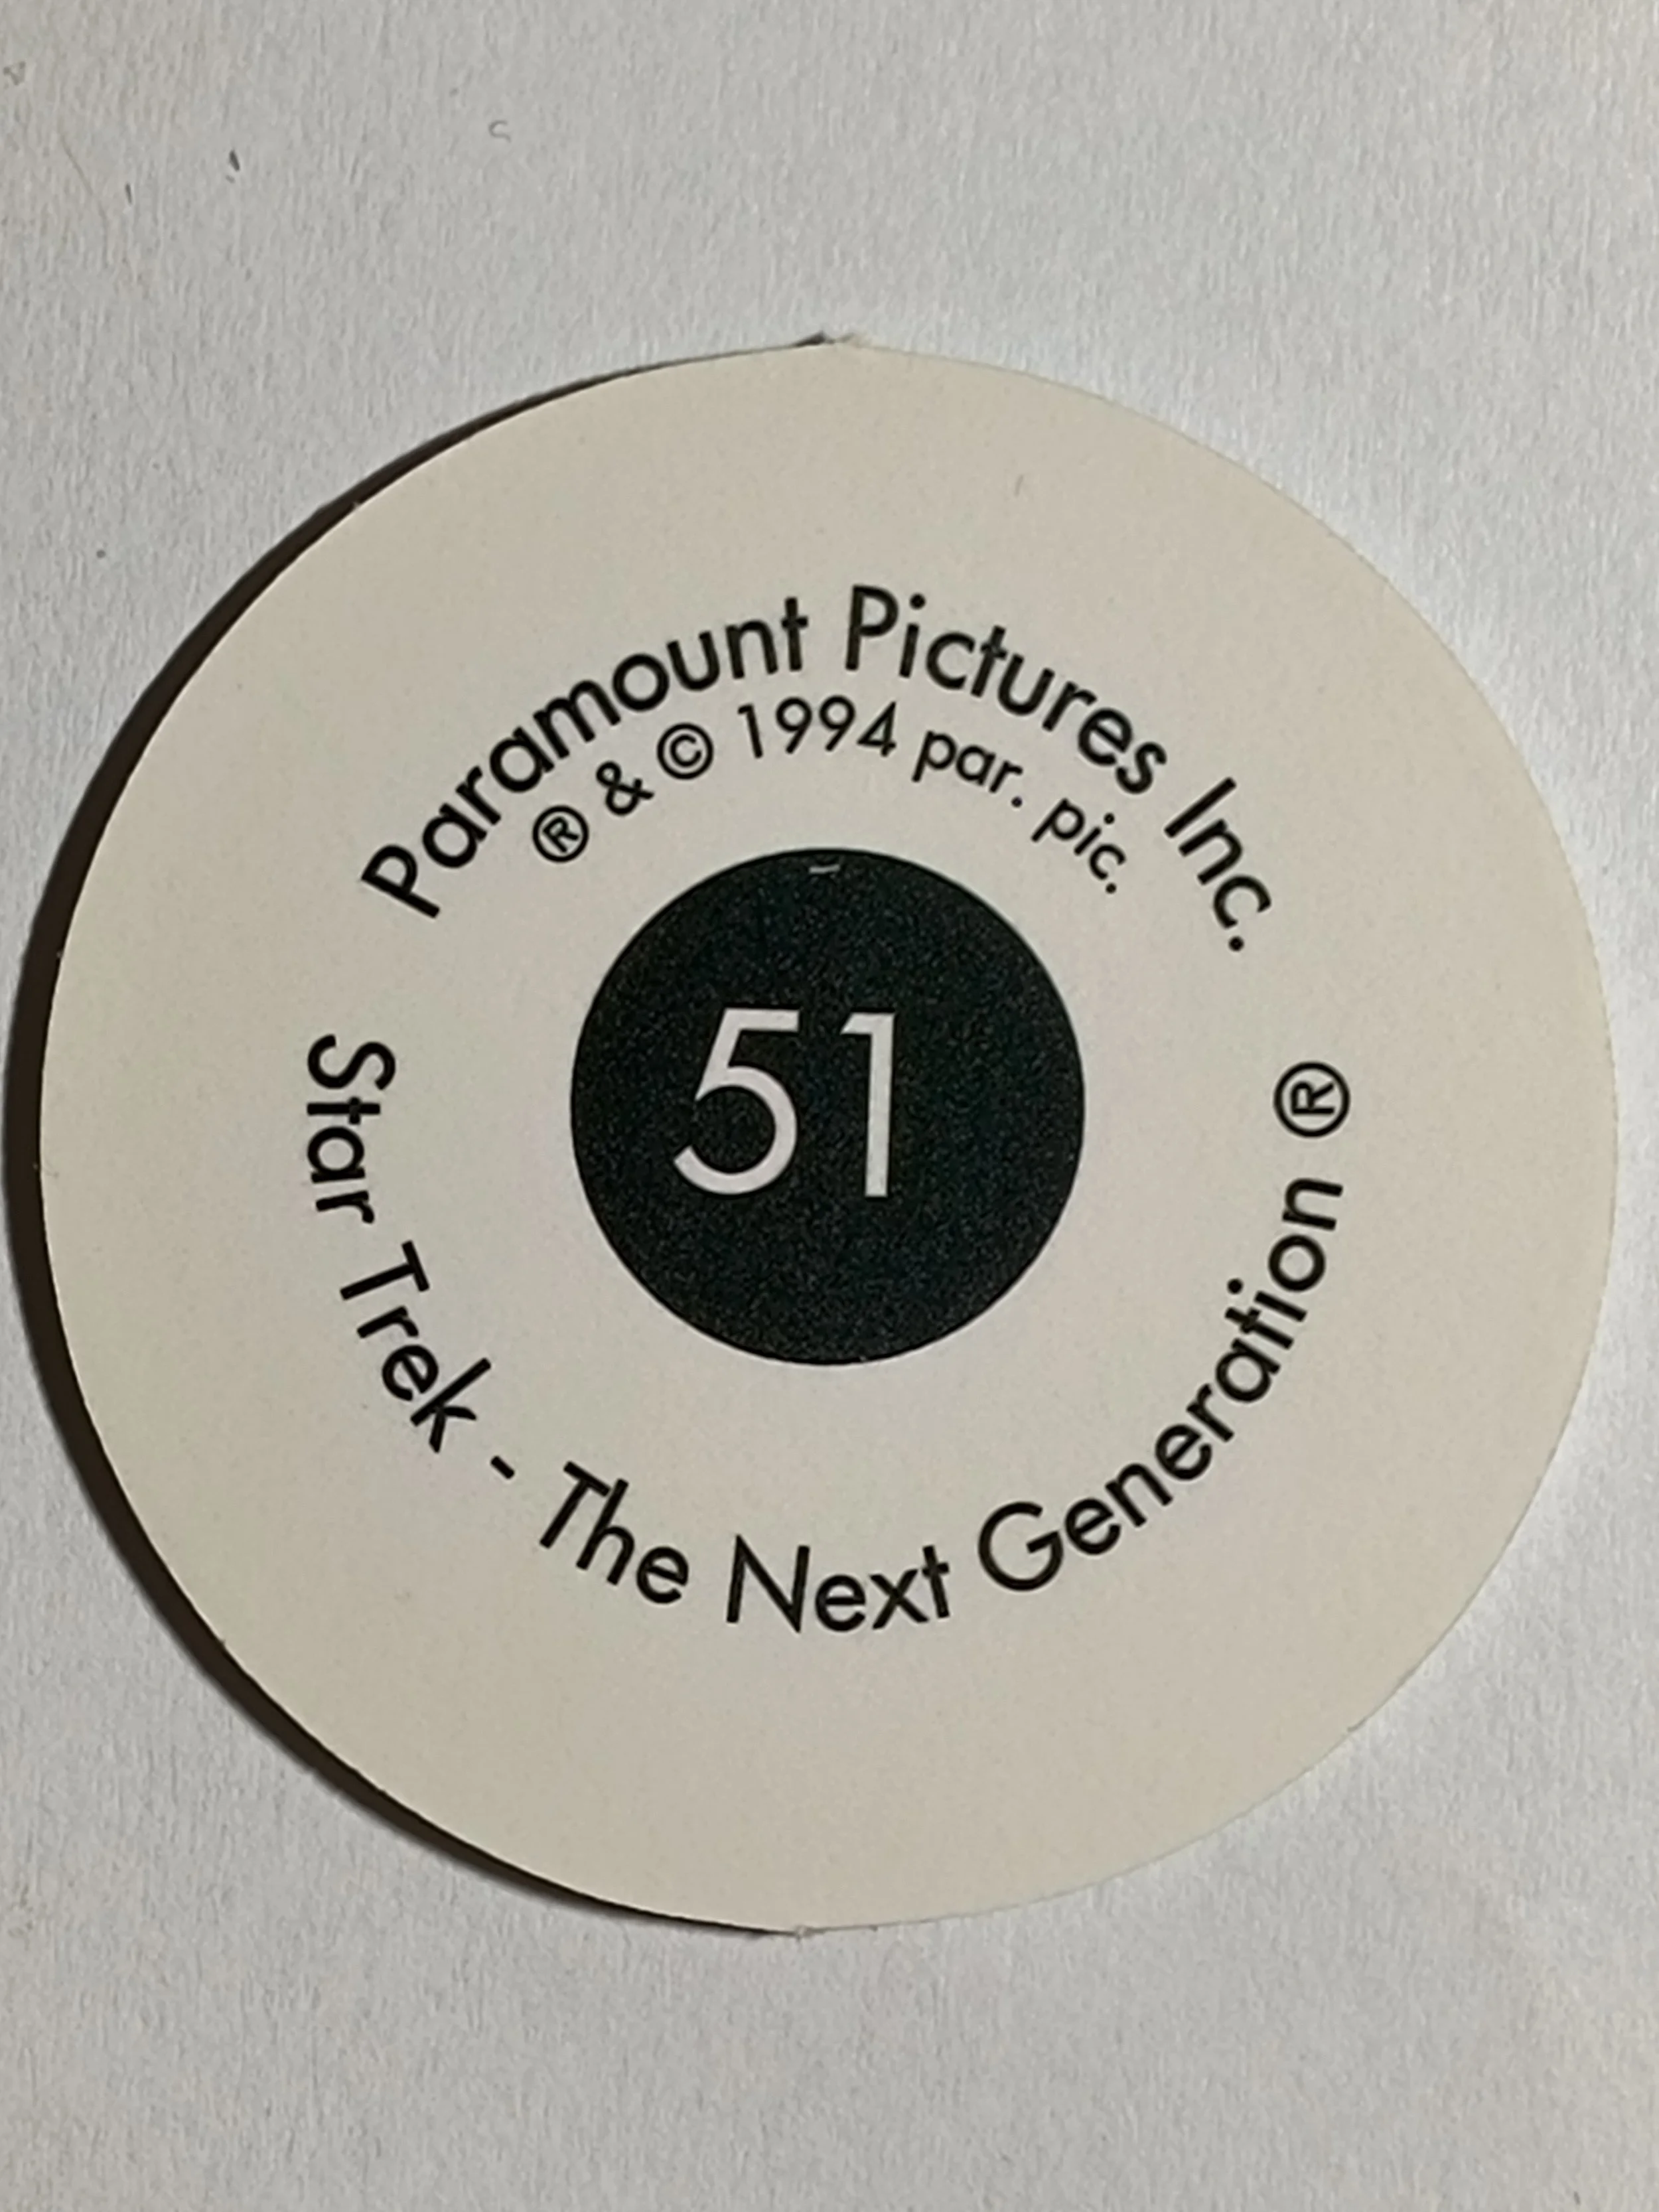 Paramount Pictures Inc.
® & © 1994 par. pic.
51
Star Trek - The Next Generation ®